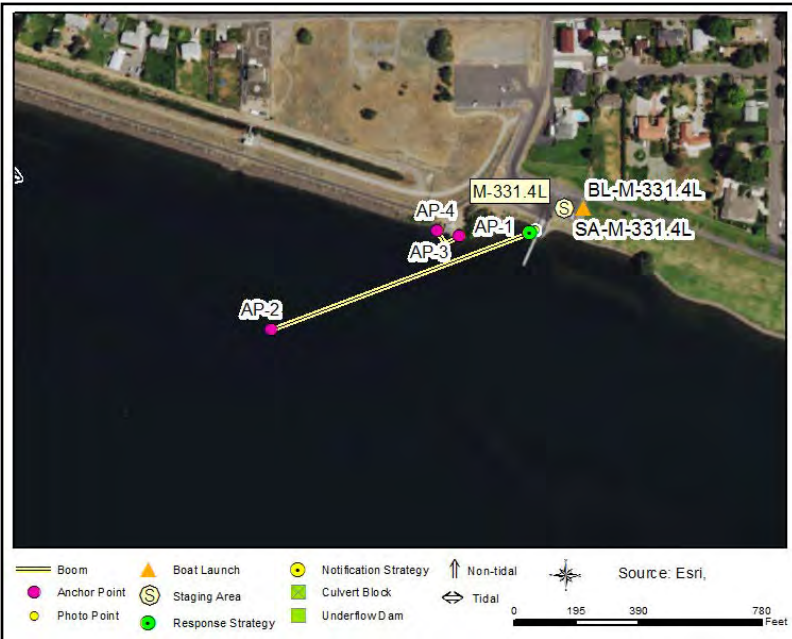 M-331.4L
BL-M-331.4L
S
SA-M-331.4L
AP-4
AP-1
AP-3
AP-2
Boom
Boat Launch
Notification Strategy
Non-tidal
Source: Esri,
Anchor Point
S
Staging Area
Culvert Block
Tidal
Photo Point
Response Strategy
Underflow Dam
0 195 390 780
Feet